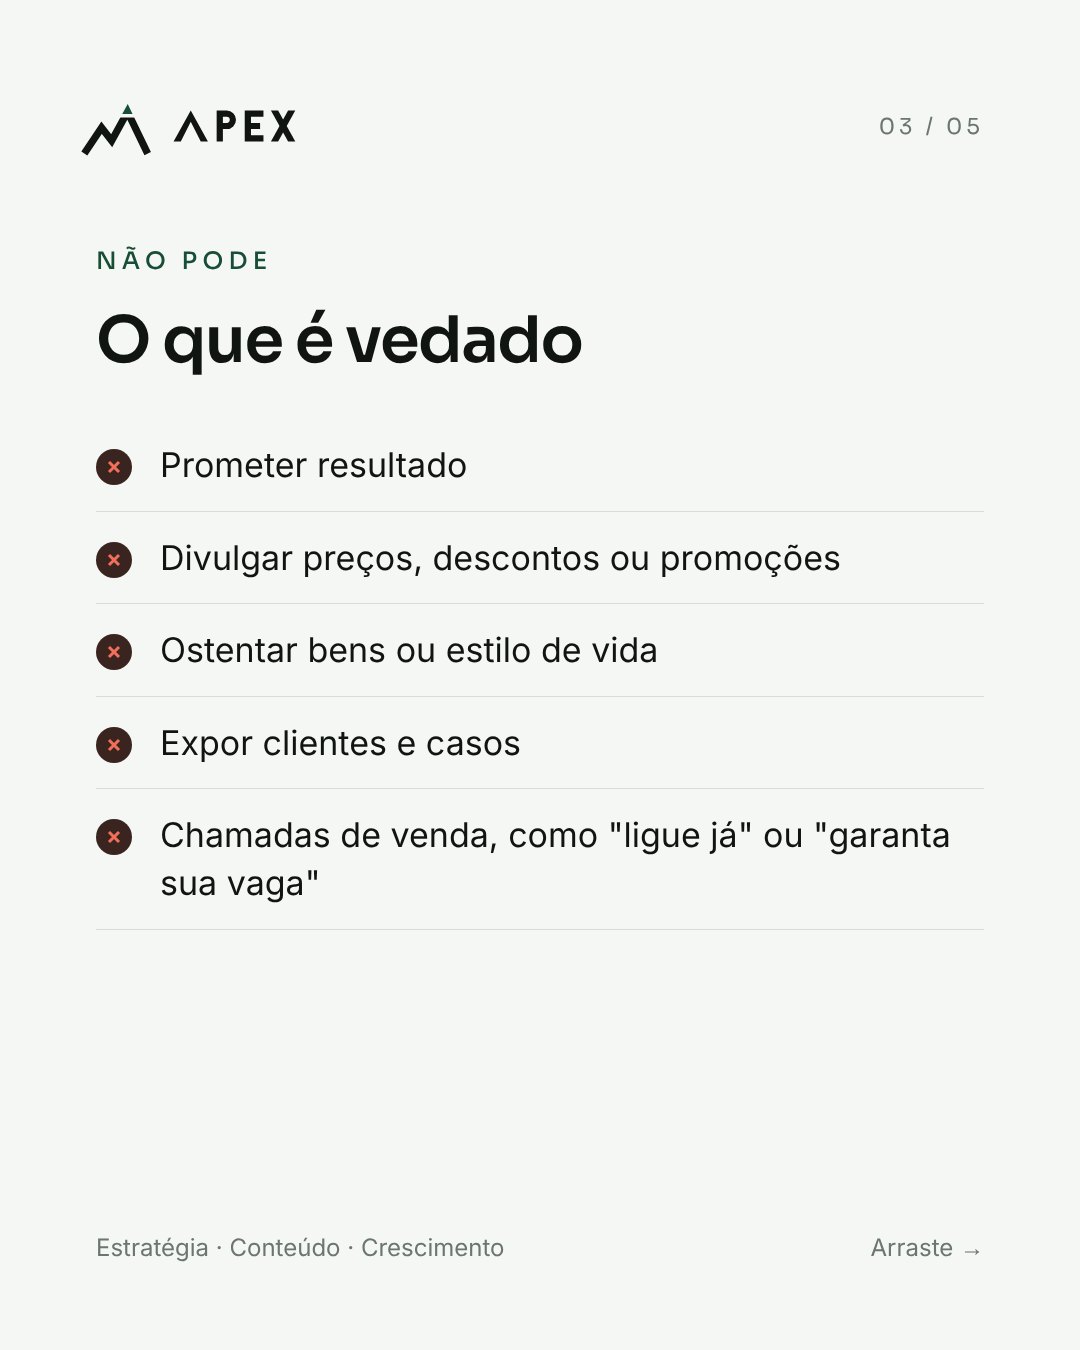 APEX
03 / 05
NÃO PODE
O que é vedado
Prometer resultado
Divulgar preços, descontos ou promoções
Ostentar bens ou estilo de vida
Expor clientes e casos
Chamadas de venda, como "ligue já" ou "garanta
sua vaga"
Estratégia · Conteúdo · Crescimento
Arraste →